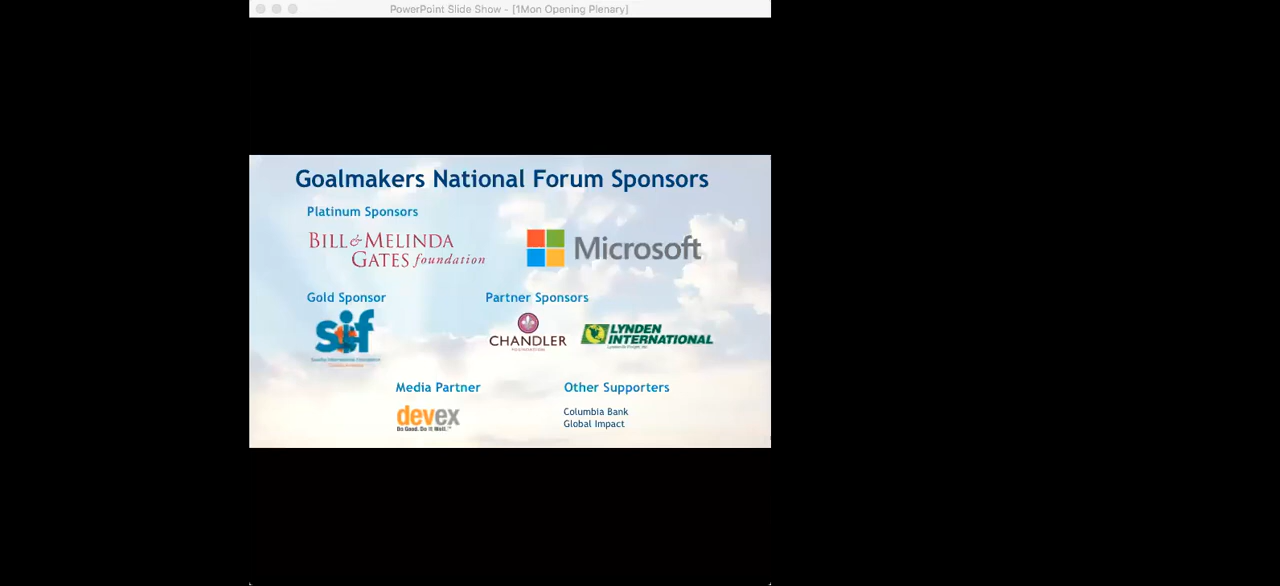 PowerPoint Slide Show - [1Mon Opening Plenary]
Goalmakers National Forum Sponsors
Platinum Sponsors
BILL & MELINDA
GATES foundation
Microsoft
Gold Sponsor
Partner Sponsors
sif
CHANDLER
FOUNDATION
LYNDEN
INTERNATIONAL
Media Partner
Other Supporters
devex
Do Good. Do It Well.™
Columbia Bank
Global Impact